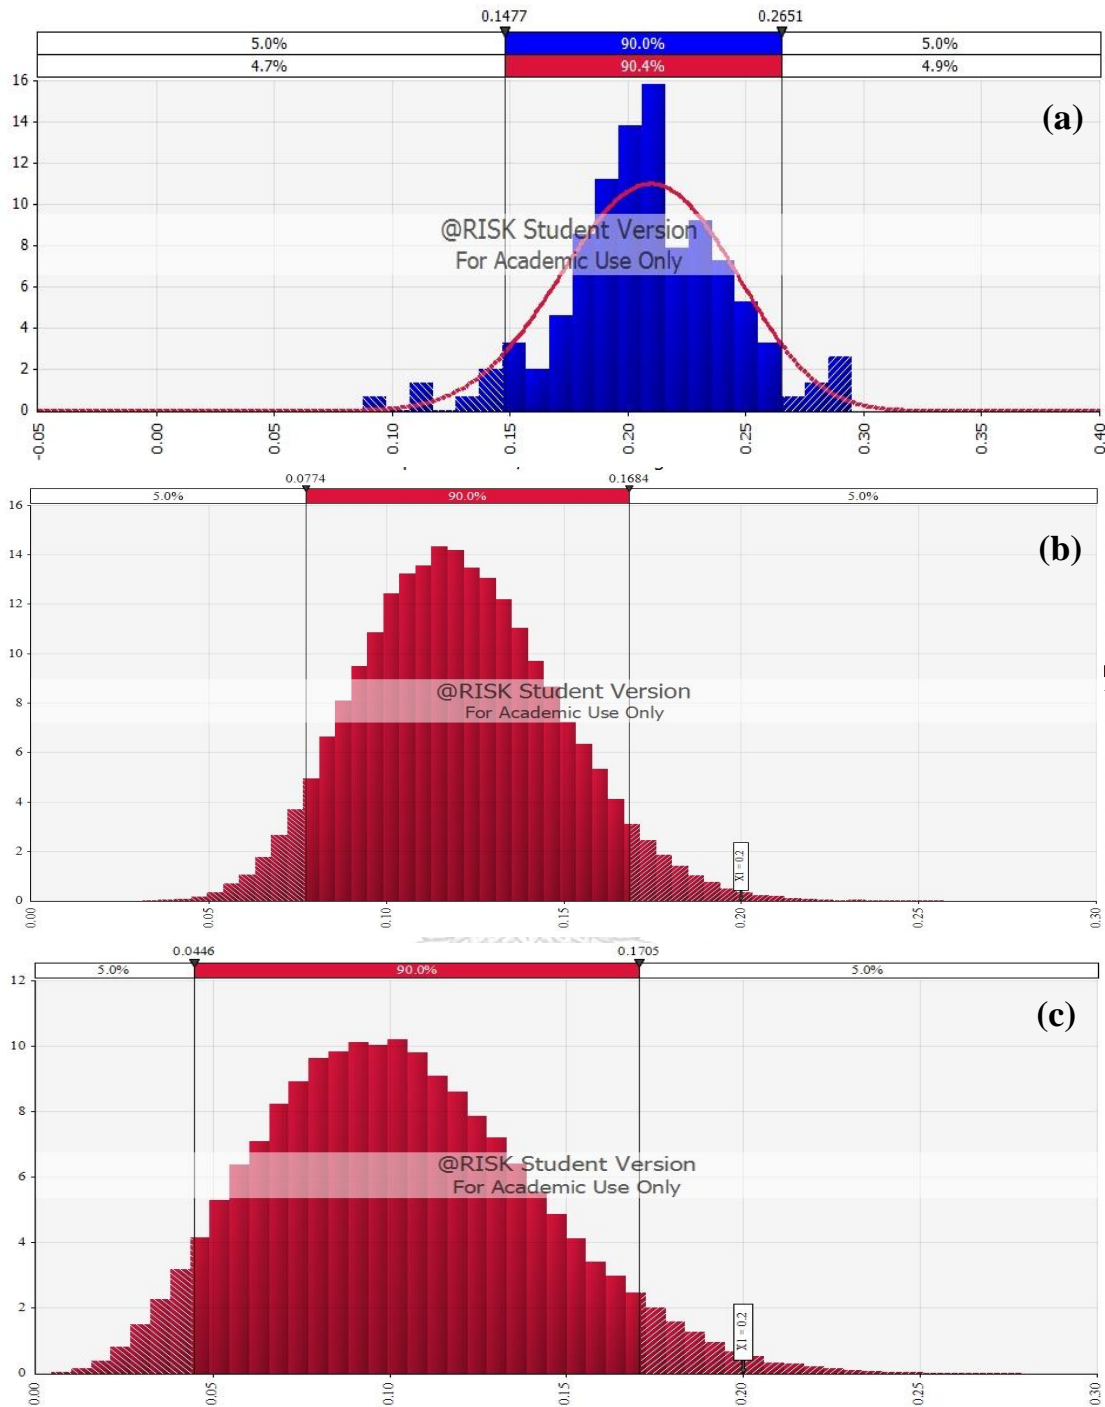 0.1477 0.2651
5.0% 90.0% 5.0%
4.7% 90.4% 4.9%
(a)
16
14
12
10
8
6
4
2
0
@RISK Student Version
For Academic Use Only
-0.05 0.00 0.05 0.10 0.15 0.20 0.25 0.30 0.35 0.40
0.0774 0.1684
5.0% 90.0% 5.0%
(b)
16
14
12
10
8
6
4
2
0
@RISK Student Version
For Academic Use Only
X1 = 0.2
0.00 0.05 0.10 0.15 0.20 0.25 0.30
0.0446 0.1705
5.0% 90.0% 5.0%
(c)
12
10
8
6
4
2
0
@RISK Student Version
For Academic Use Only
X1 = 0.2
0.00 0.05 0.10 0.15 0.20 0.25 0.30